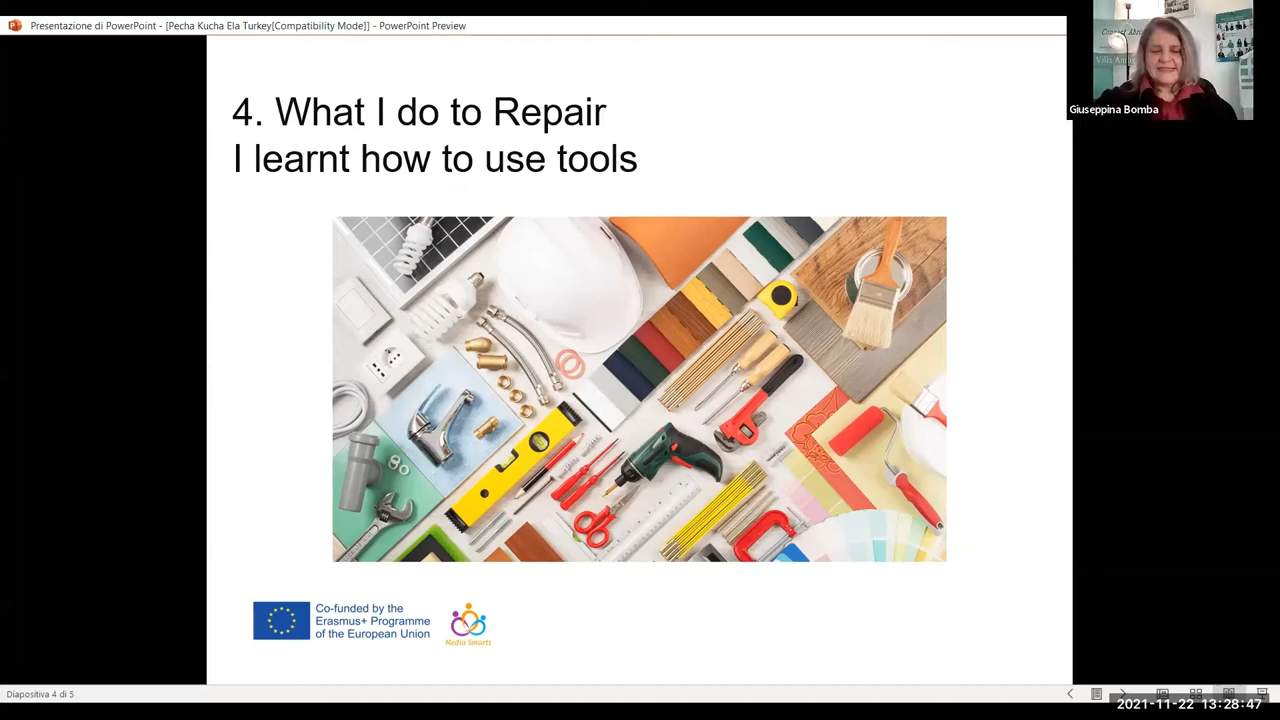 Presentazione di PowerPoint - [Pecha Kucha Ela Turkey[Compatibility Mode]] - PowerPoint Preview
Giuseppina Bomba
4. What I do to Repair
I learnt how to use tools
Co-funded by the
Erasmus+ Programme
of the European Union
Media Smarts
Diapositiva 4 di 5
2021-11-22 13:28:47